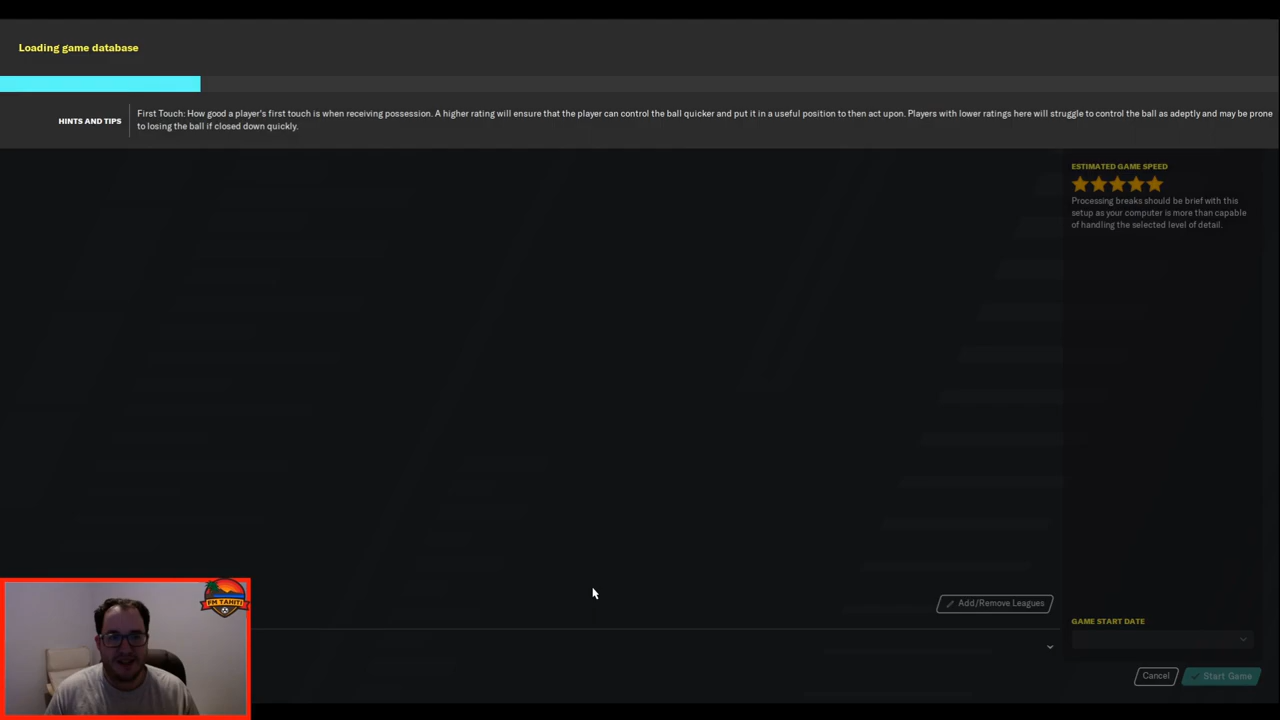 Loading game database
HINTS AND TIPS
First Touch: How good a player's first touch is when receiving possession. A higher rating will ensure that the player can control the ball quicker and put it in a useful position to then act upon. Players with lower ratings here will struggle to control the ball as adeptly and may be prone
to losing the ball if closed down quickly.
ESTIMATED GAME SPEED
Processing breaks should be brief with this
setup as your computer is more than capable
of handling the selected level of detail.
FM TAHITI
Add/Remove Leagues
GAME START DATE
Cancel
Start Game